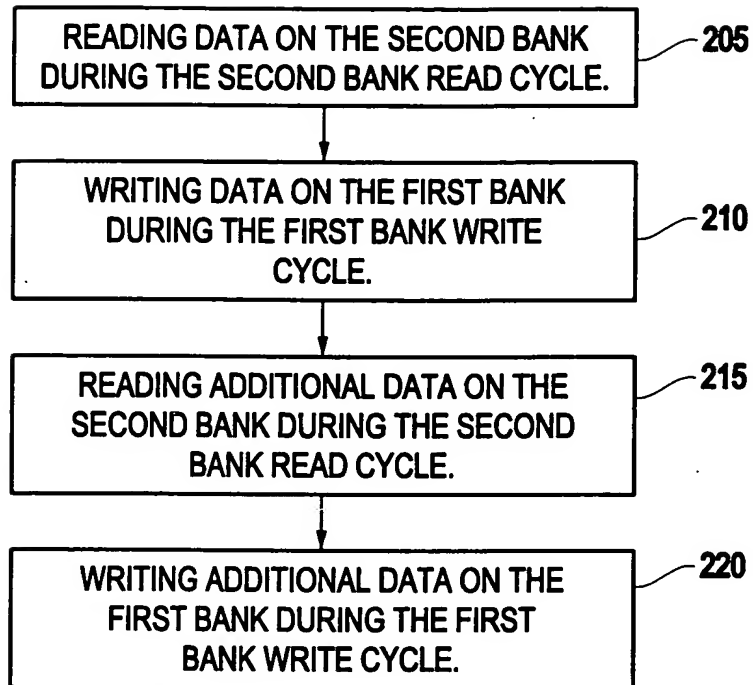 READING DATA ON THE SECOND BANK
DURING THE SECOND BANK READ CYCLE.
205
WRITING DATA ON THE FIRST BANK
DURING THE FIRST BANK WRITE
CYCLE.
210
READING ADDITIONAL DATA ON THE
SECOND BANK DURING THE SECOND
BANK READ CYCLE.
215
WRITING ADDITIONAL DATA ON THE
FIRST BANK DURING THE FIRST
BANK WRITE CYCLE.
220